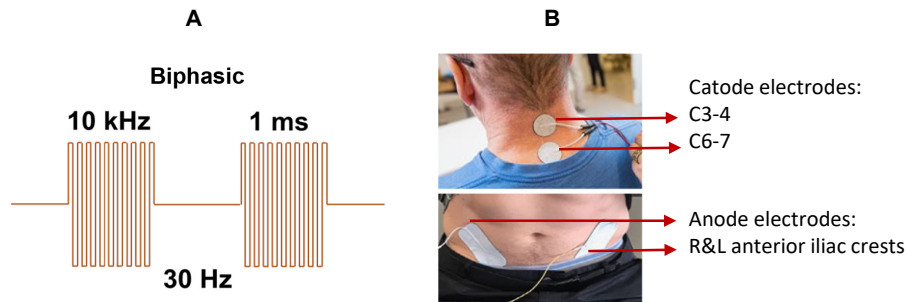 A
B
Biphasic
10 kHz
1 ms
30 Hz
Catode electrodes:
C3-4
C6-7
Anode electrodes:
R&L anterior iliac crests